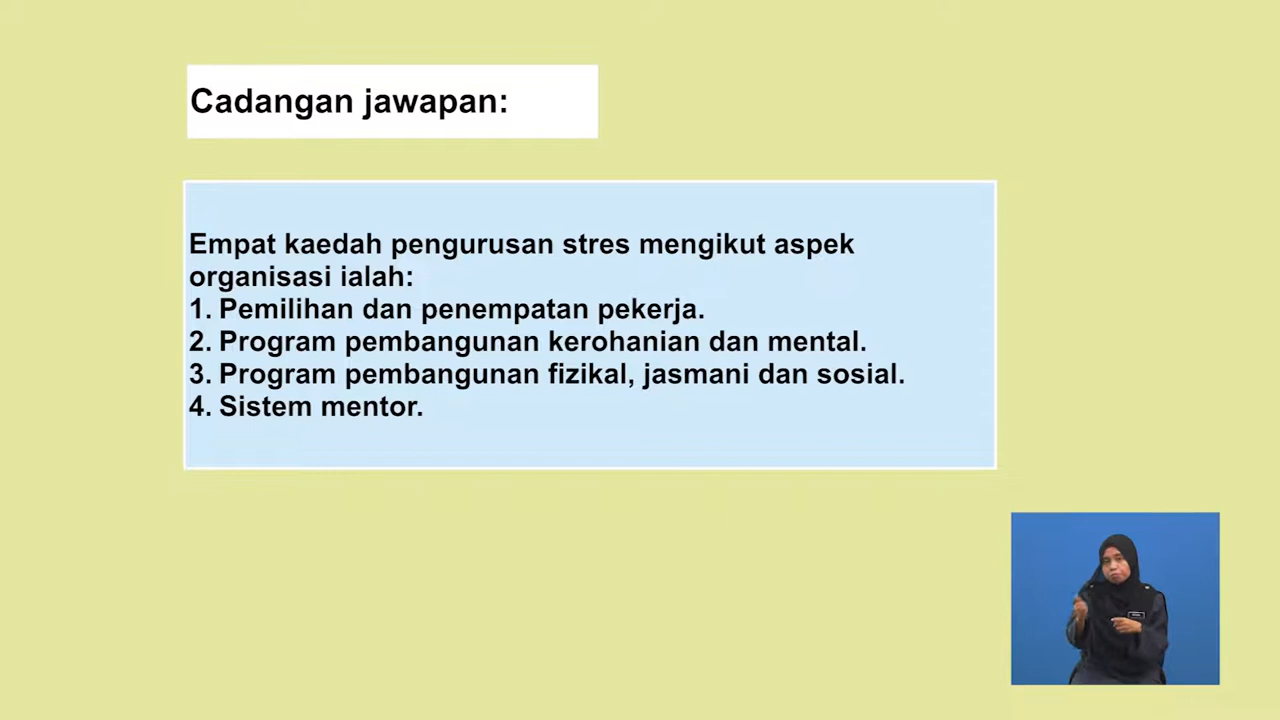 Cadangan jawapan:
Empat kaedah pengurusan stres mengikut aspek
organisasi ialah:
1. Pemilihan dan penempatan pekerja.
2. Program pembangunan kerohanian dan mental.
3. Program pembangunan fizikal, jasmani dan sosial.
4. Sistem mentor.